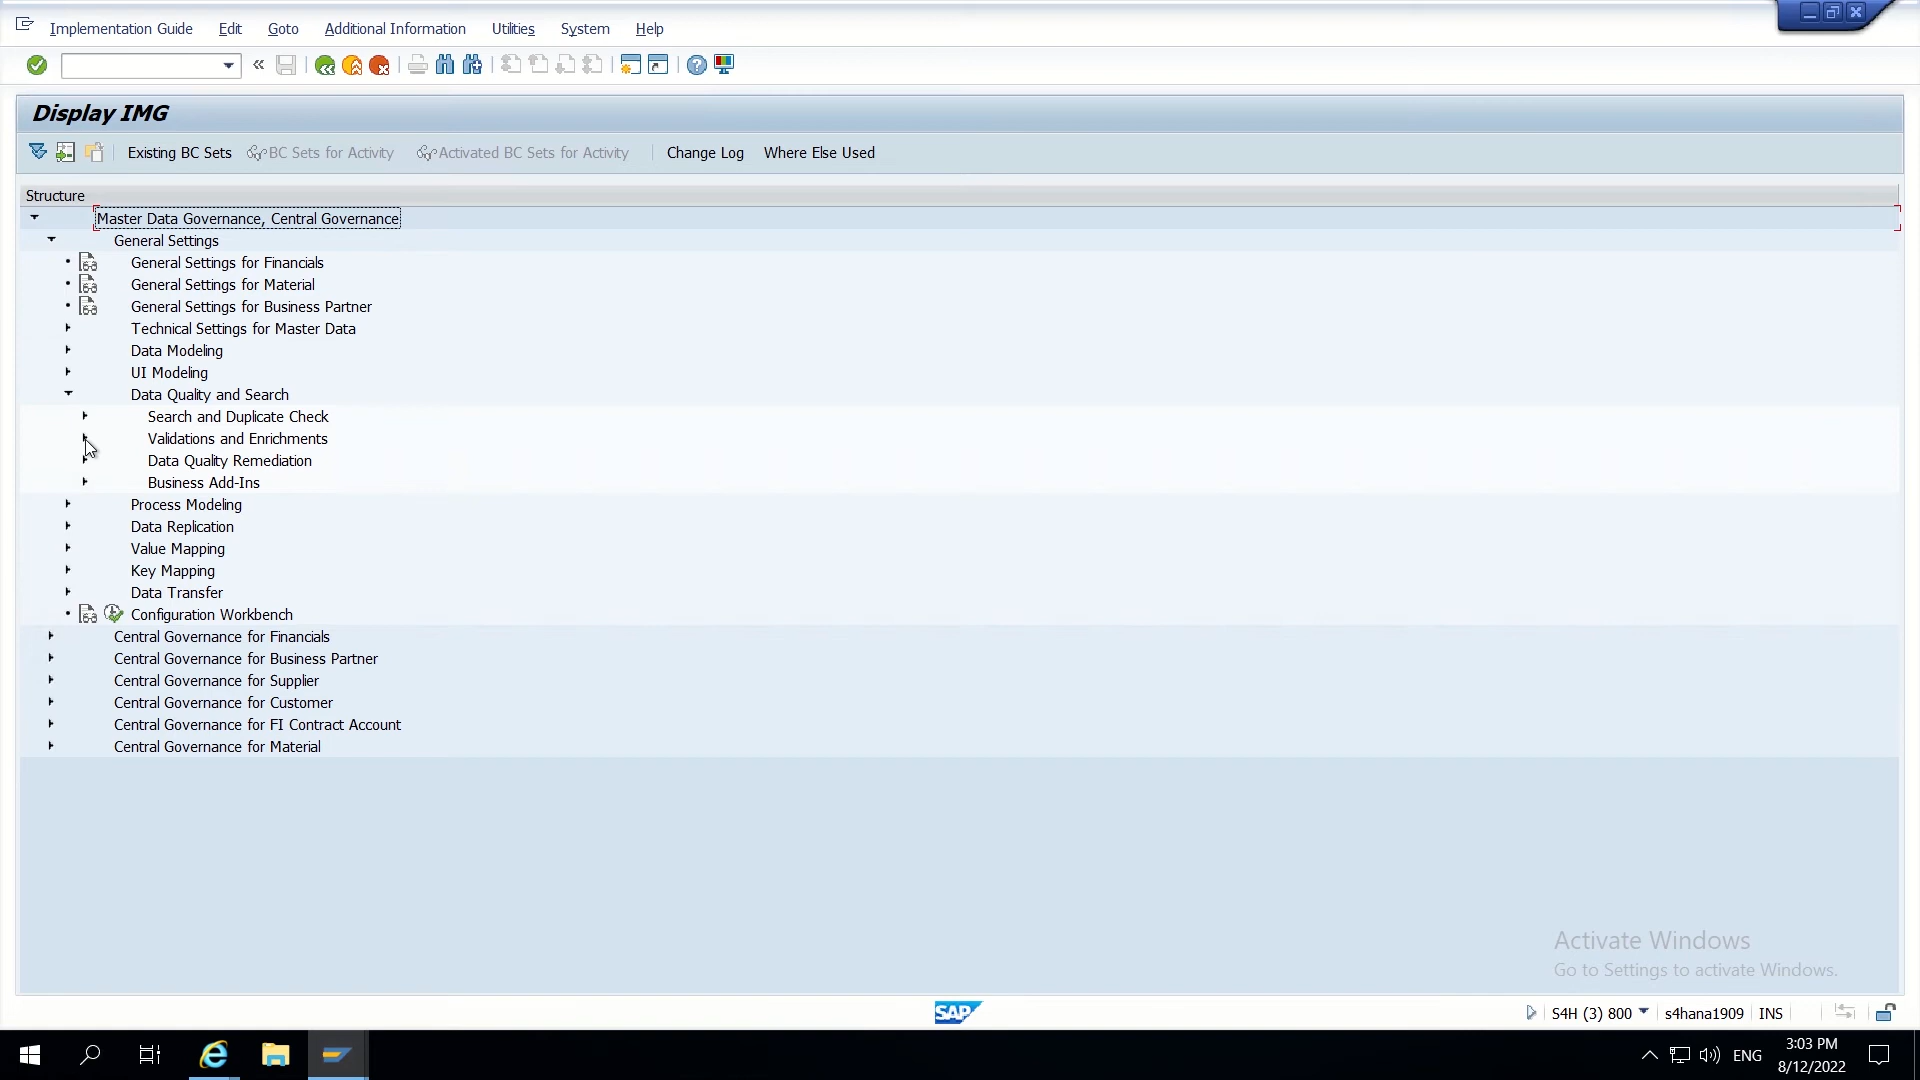 Implementation Guide Edit Goto Additional Information Utilities System Help
Display IMG
Existing BC Sets BC Sets for Activity Activated BC Sets for Activity Change Log Where Else Used
Structure
Master Data Governance, Central Governance
General Settings
General Settings for Financials
General Settings for Material
General Settings for Business Partner
Technical Settings for Master Data
Data Modeling
UI Modeling
Data Quality and Search
Search and Duplicate Check
Validations and Enrichments
Data Quality Remediation
Business Add-Ins
Process Modeling
Data Replication
Value Mapping
Key Mapping
Data Transfer
Configuration Workbench
Central Governance for Financials
Central Governance for Business Partner
Central Governance for Supplier
Central Governance for Customer
Central Governance for FI Contract Account
Central Governance for Material
Activate Windows
Go to Settings to activate Windows.
SAP S4H (3) 800 s4hana1909 INS
ENG 3:03 PM
8/12/2022